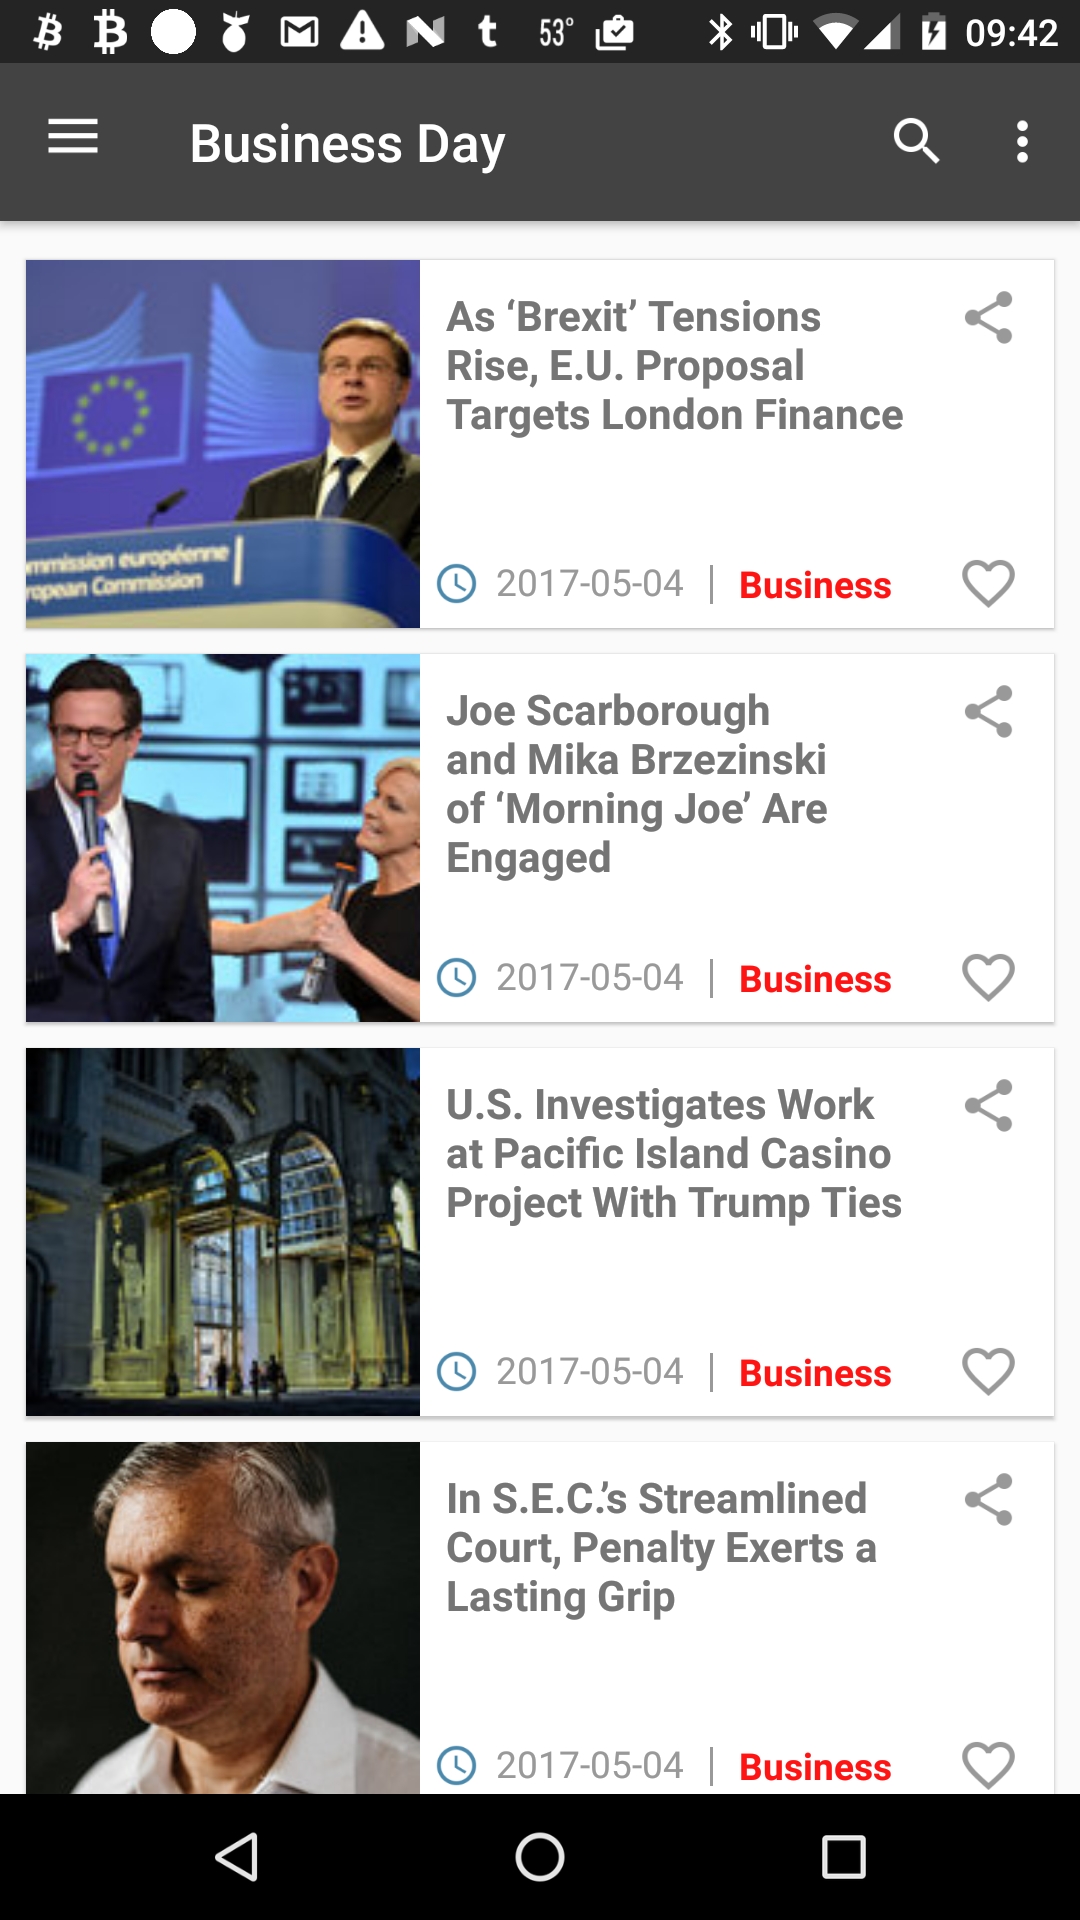 53° 09:42
Business Day
As ‘Brexit’ Tensions
Rise, E.U. Proposal
Targets London Finance
mmission européenne
ropean Commission
2017-05-04 | Business
Joe Scarborough
and Mika Brzezinski
of ‘Morning Joe’ Are
Engaged
2017-05-04 | Business
U.S. Investigates Work
at Pacific Island Casino
Project With Trump Ties
2017-05-04 | Business
In S.E.C.’s Streamlined
Court, Penalty Exerts a
Lasting Grip
2017-05-04 | Business